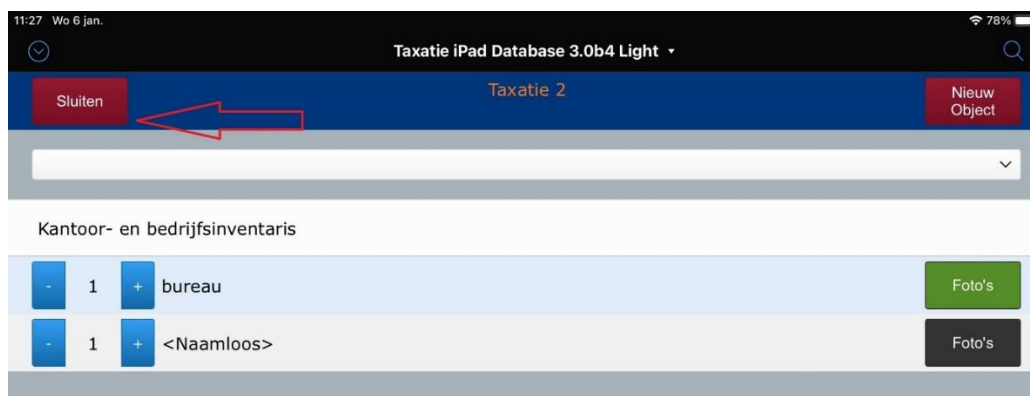 11:27 Wo 6 jan.
78%
Taxatie iPad Database 3.0b4 Light
Sluiten
Taxatie 2
Nieuw
Object
Kantoor- en bedrijfsinventaris
- 1 + bureau
Foto's
- 1 + <Naamloos>
Foto's